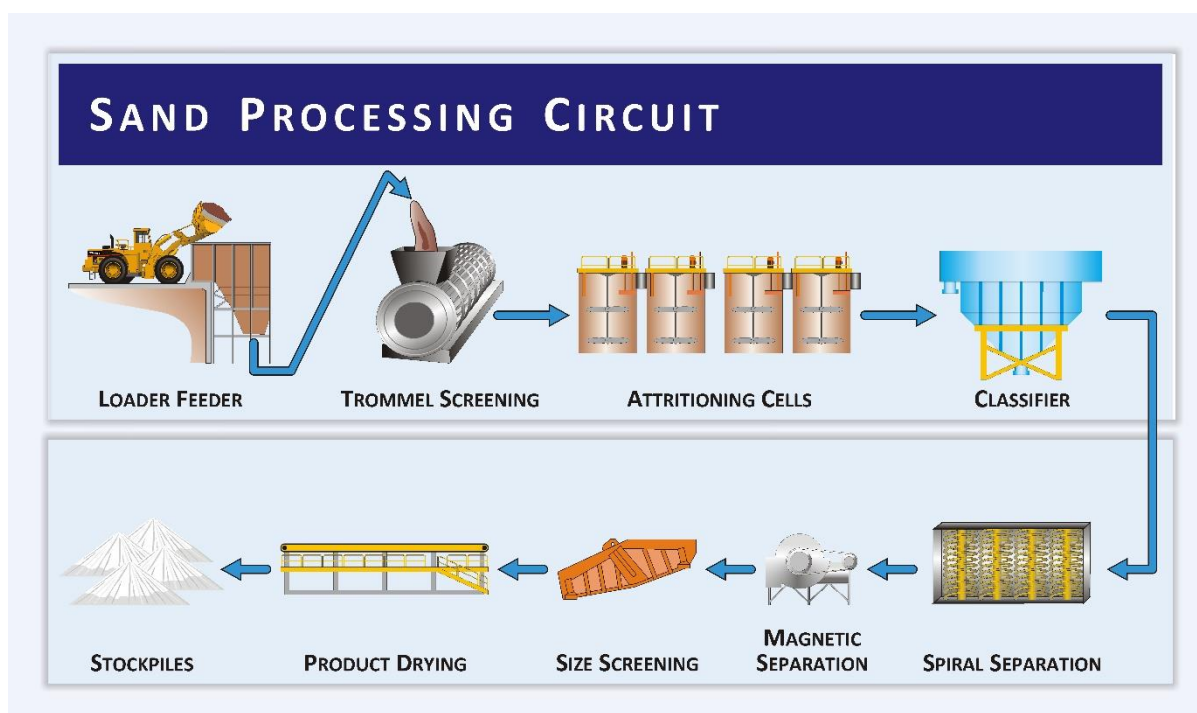 SAND PROCESSING CIRCUIT
LOADER FEEDER
TROMMEL SCREENING
ATTRITIONING CELLS
CLASSIFIER
STOCKPILES
PRODUCT DRYING
SIZE SCREENING
MAGNETIC
SEPARATION
SPIRAL SEPARATION